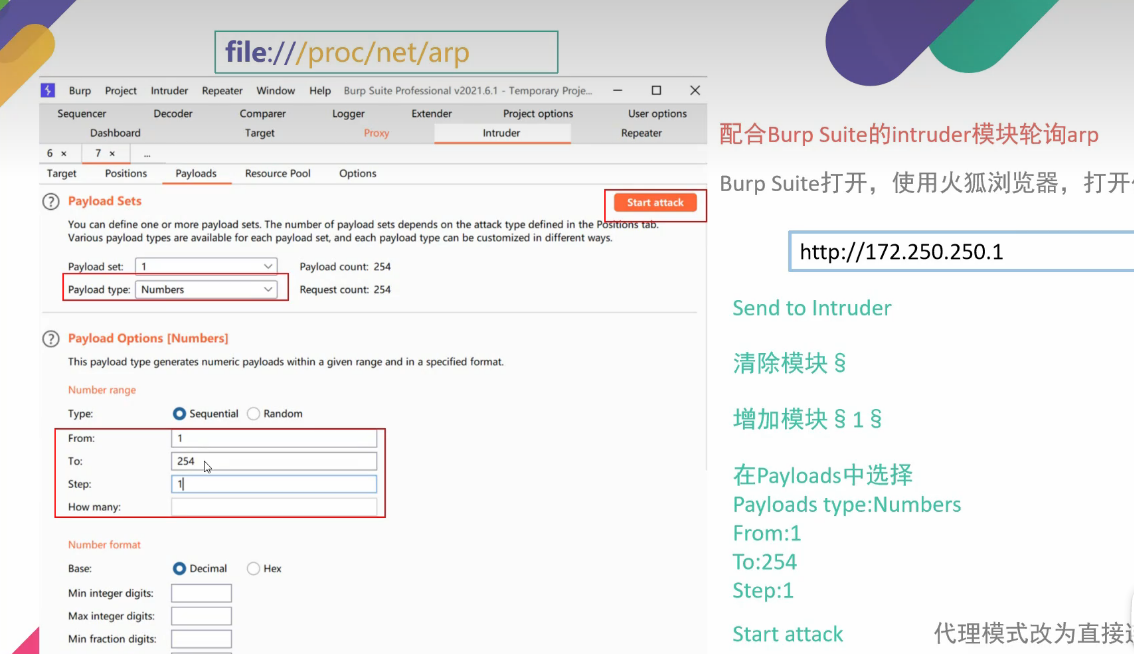 file:///proc/net/arp
Burp Project Intruder Repeater Window Help Burp Suite Professional v2021.6.1 - Temporary Proje...
Sequencer Decoder Comparer Logger Extender Project options User options
Dashboard Target Proxy Intruder Repeater
6 × 7 × ...
Target Positions Payloads Resource Pool Options
? Payload Sets
Start attack
You can define one or more payload sets. The number of payload sets depends on the attack type defined in the Positions tab.
Various payload types are available for each payload set, and each payload type can be customized in different ways.
Payload set: 1 Payload count: 254
Payload type: Numbers Request count: 254
? Payload Options [Numbers]
This payload type generates numeric payloads within a given range and in a specified format.
Number range
Type: Sequential Random
From: 1
To: 254
Step: 1
How many:
Number format
Base: Decimal Hex
Min integer digits:
Max integer digits:
Min fraction digits:
配合Burp Suite的intruder模块轮询arp
Burp Suite打开，使用火狐浏览器，打开
http://172.250.250.1
Send to Intruder
清除模块§
增加模块§1§
在Payloads中选择
Payloads type:Numbers
From:1
To:254
Step:1
Start attack
代理模式改为直接